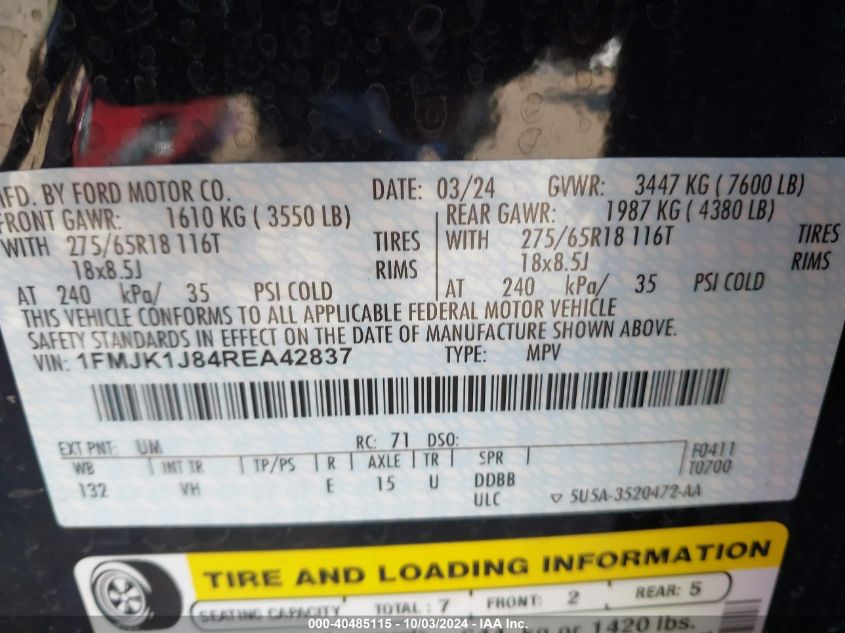 MFD. BY FORD MOTOR CO. DATE: 03/24 GVWR: 3447 KG ( 7600 LB)
FRONT GAWR: 1610 KG ( 3550 LB) REAR GAWR: 1987 KG ( 4380 LB)
WITH 275/65R18 116T TIRES WITH 275/65R18 116T TIRES
18x8.5J RIMS 18x8.5J RIMS
AT 240 kPa/ 35 PSI COLD AT 240 kPa/ 35 PSI COLD
THIS VEHICLE CONFORMS TO ALL APPLICABLE FEDERAL MOTOR VEHICLE
SAFETY STANDARDS IN EFFECT ON THE DATE OF MANUFACTURE SHOWN ABOVE.
VIN: 1FMJK1J84REA42837 TYPE: MPV
EXT PNT: UM RC: 71 DSO: F0411
WB INT TR TP/PS R AXLE TR SPR T0700
132 VH E 15 U DDBB
ULC 5U5A-3520472-AA
TIRE AND LOADING INFORMATION
SEATING CAPACITY TOTAL : 7 FRONT: 2 REAR: 5
kg or 1420 lbs.
000-40485115 - 10/03/2024 - IAA Inc.